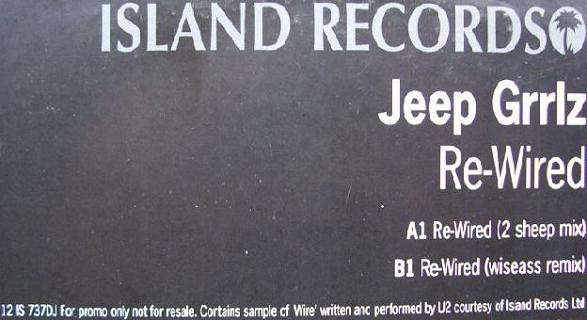 ISLAND RECORDS
Jeep Grrlz
Re-Wired
A1 Re-Wired (2 sheep mix)
B1 Re-Wired (wiseass remix)
12 IS 737DJ For promo only not for resale. Contains sample of 'Wire' written and performed by U2 courtesy of Island Records Ltd